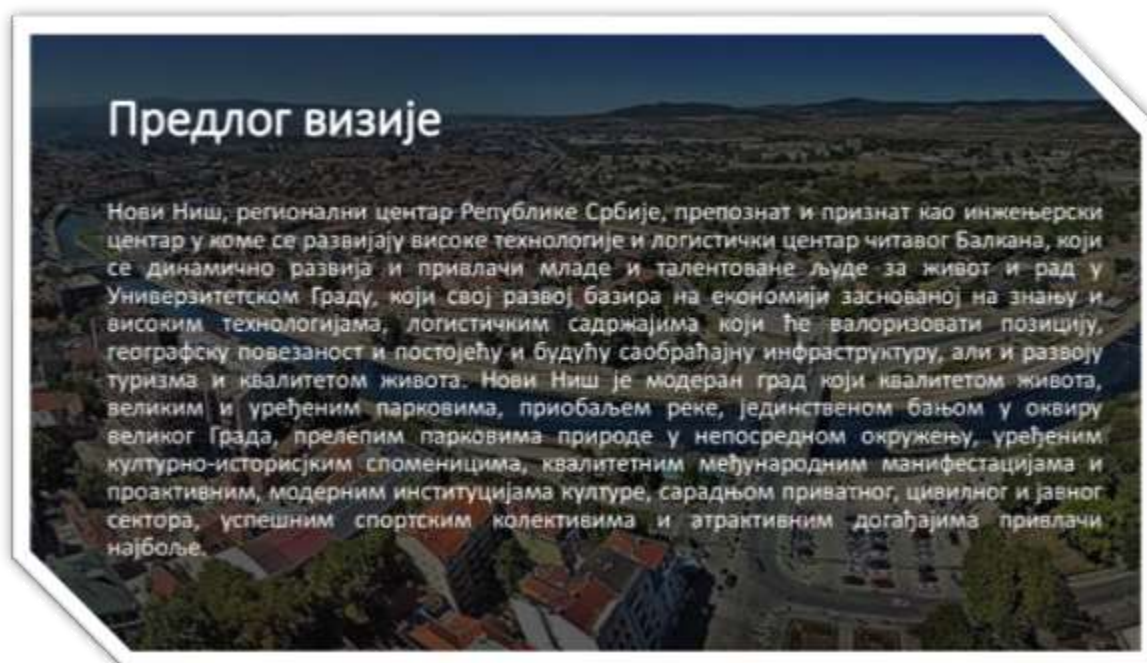 Предлог визије
Нови Ниш, регионални центар Републике Србије, препознат и признат као инжењерски
центар у коме се развијају високе технологије и логистички центар читавог Балкана, који
се динамично развија и привлачи младе и талентоване људе за живот и рад у
Универзитетском Граду, који свој развој базира на економији заснованој на знању и
високим технологијама, логистичким садржајима који ће валоризовати позицију,
географску повезаност и постојећу и будућу саобраћајну инфраструктуру, али и развоју
туризма и квалитетом живота. Нови Ниш је модеран град који квалитетом живота,
великим и уређеним парковима, приобаљем реке, јединственом бањом у оквиру
великог Града, прелепим парковима природе у непосредном окружењу, уређеним
културно-историсјким споменицима, квалитетним међународним манифестацијама и
проактивним, модерним институцијама културе, сарадњом приватног, цивилног и јавног
сектора, успешним спортским колективима и атрактивним догађајима привлачи
најбоље.